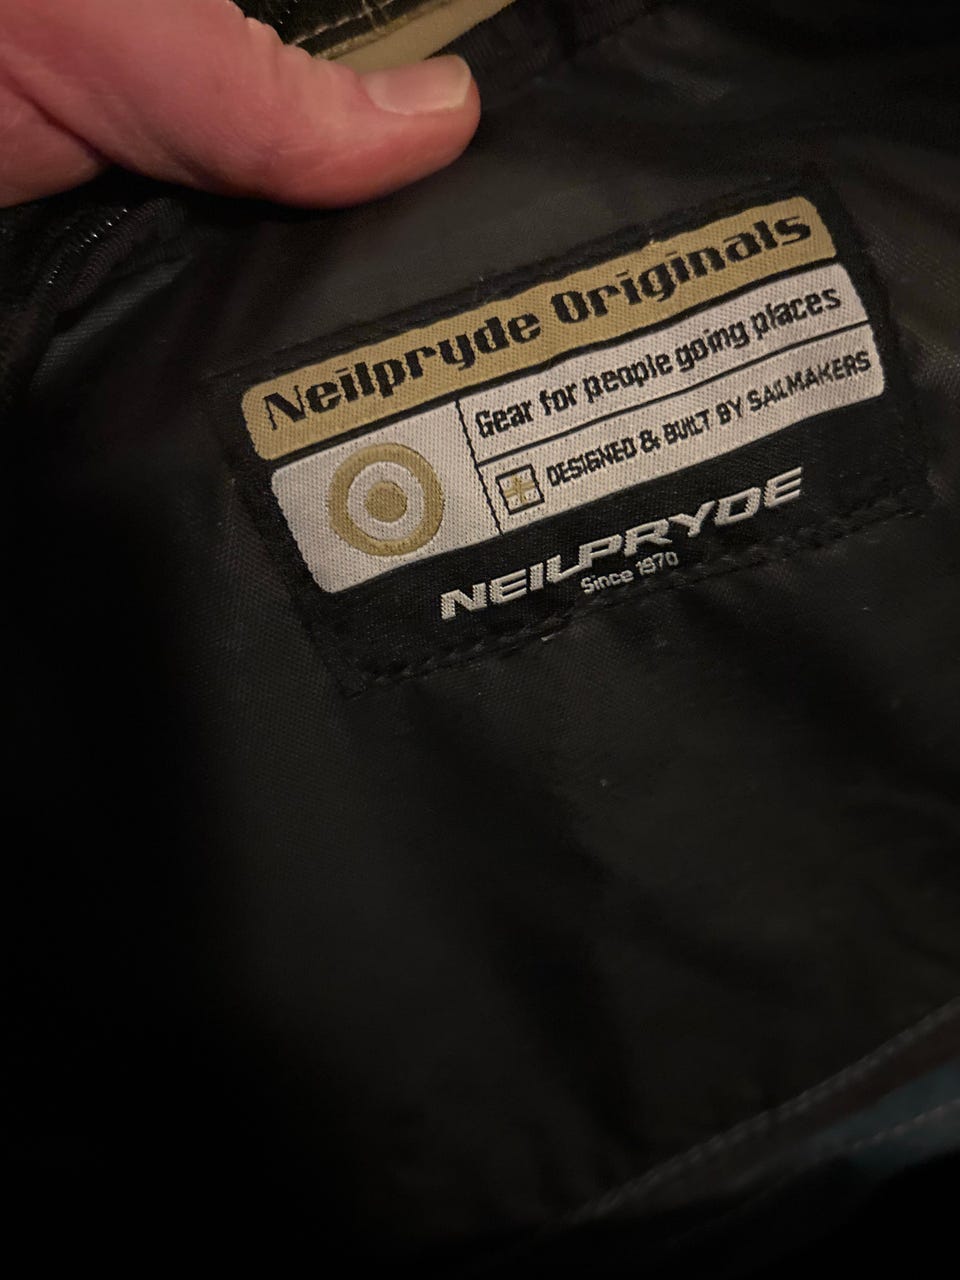 Neilpryde Originals
Gear for people going places
DESIGNED & BUILT BY SAILMAKERS
NEILPRYDE
Since 1970